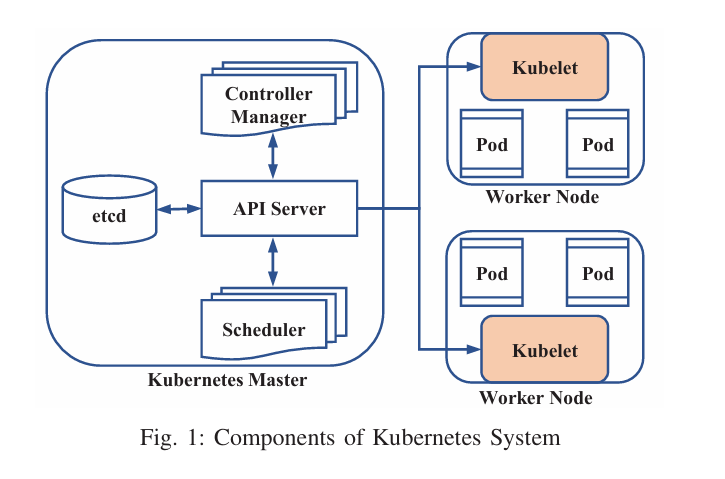 Controller
Manager
etcd
API Server
Scheduler
Kubernetes Master
Kubelet
Pod
Pod
Worker Node
Pod
Pod
Kubelet
Worker Node
Fig. 1: Components of Kubernetes System